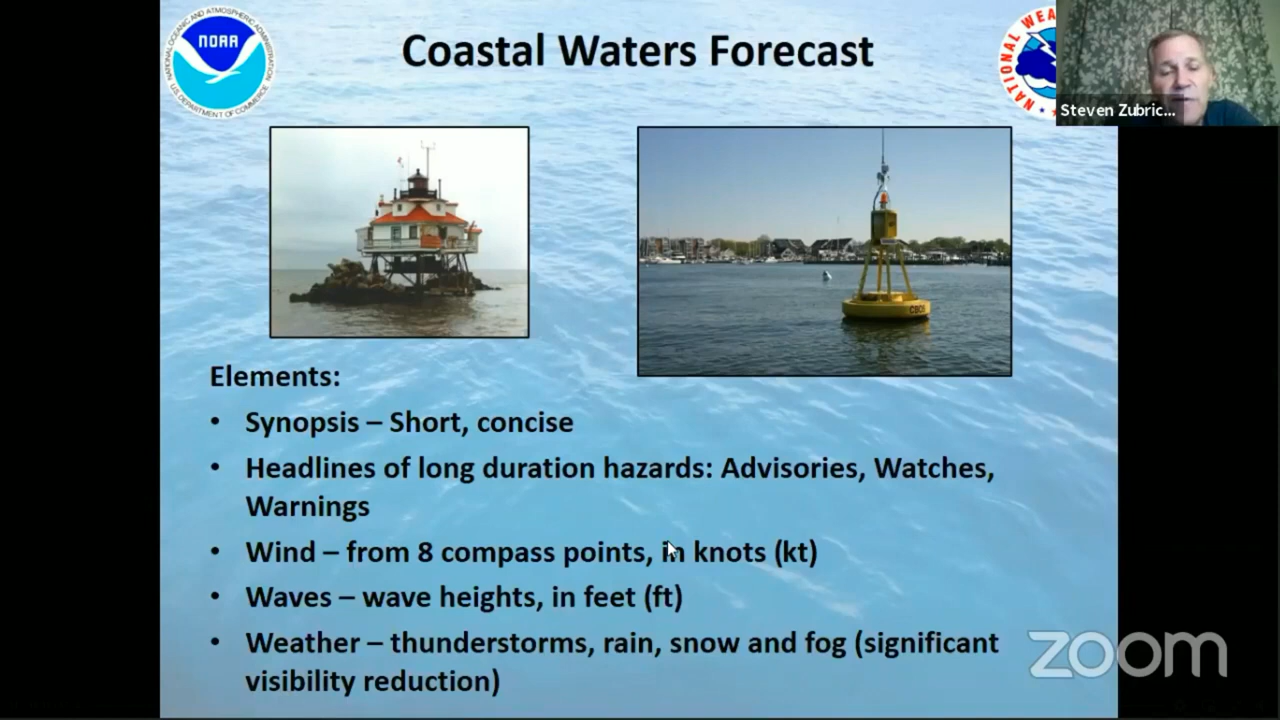 Coastal Waters Forecast
NOAA
NATIONAL OCEANIC AND ATMOSPHERIC ADMINISTRATION
U.S. DEPARTMENT OF COMMERCE
NATIONAL WEA
Steven Zubric...
Elements:
• Synopsis – Short, concise
• Headlines of long duration hazards: Advisories, Watches,
Warnings
• Wind – from 8 compass points, in knots (kt)
• Waves – wave heights, in feet (ft)
• Weather – thunderstorms, rain, snow and fog (significant
visibility reduction)
zoom